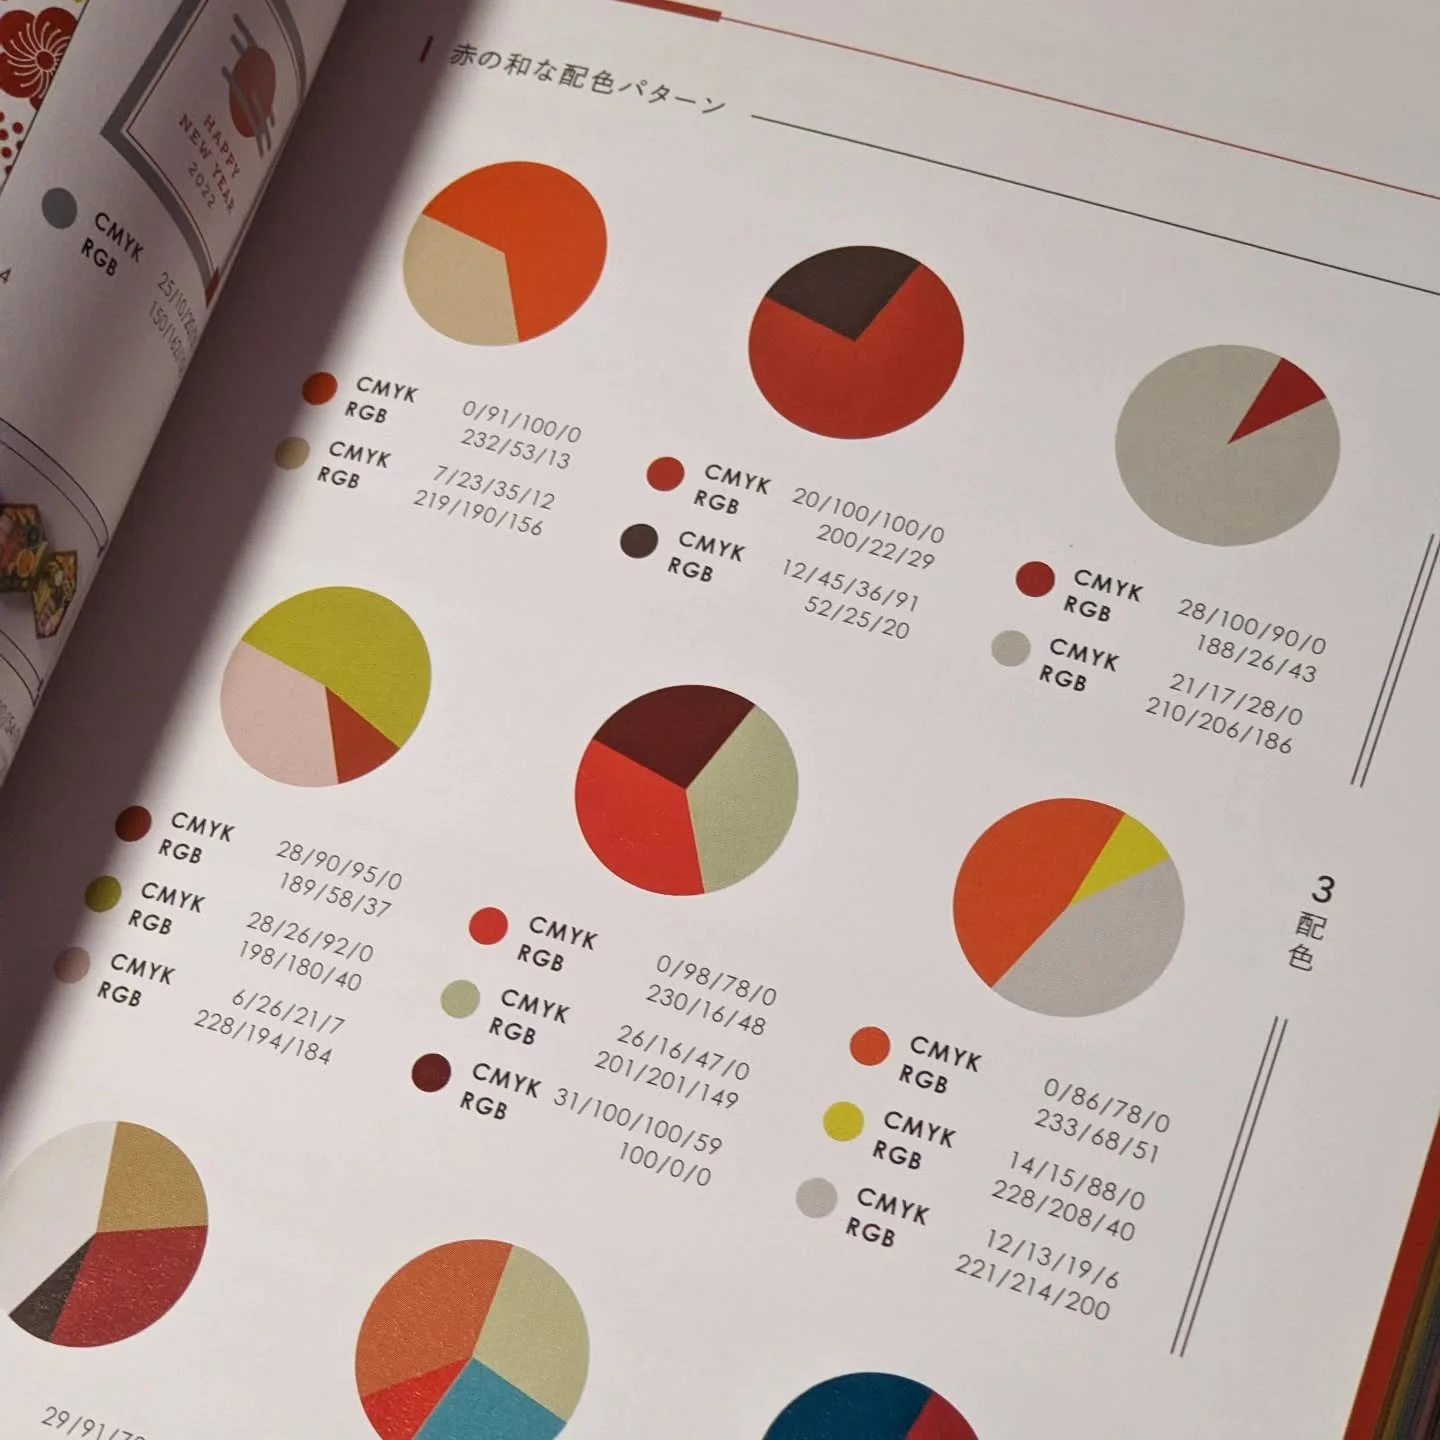 HAPPY
NEW YEAR
2022
CMYK
RGB
4
赤の和な配色パターン
CMYK 0/91/100/0
RGB 232/53/13
CMYK 7/23/35/12
RGB 219/190/156
CMYK 20/100/100/0
RGB 200/22/29
CMYK 12/45/36/91
RGB 52/25/20
CMYK 28/100/90/0
RGB 188/26/43
CMYK 21/17/28/0
RGB 210/206/186
CMYK 28/90/95/0
RGB 189/58/37
CMYK 28/26/92/0
RGB 198/180/40
CMYK 6/26/21/7
RGB 228/194/184
CMYK 0/98/78/0
RGB 230/16/48
CMYK 26/16/47/0
RGB 201/201/149
CMYK 31/100/100/59
RGB 100/0/0
CMYK 0/86/78/0
RGB 233/68/51
CMYK 14/15/88/0
RGB 228/208/40
CMYK 12/13/19/6
RGB 221/214/200
3
配色